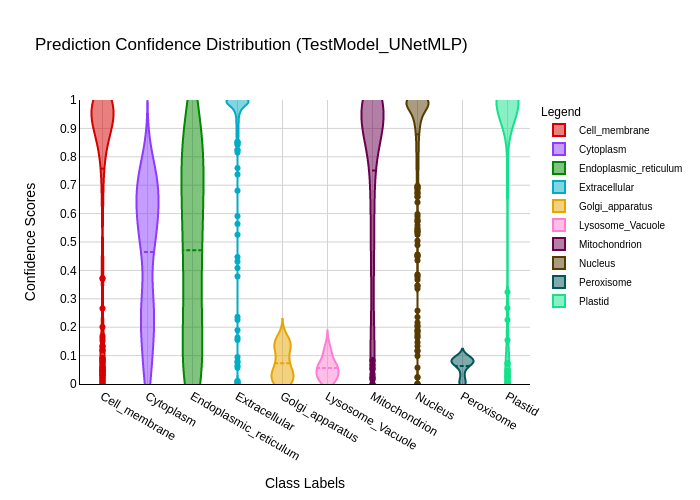 Prediction Confidence Distribution (TestModel_UNetMLP)
Confidence Scores
1
0.9
0.8
0.7
0.6
0.5
0.4
0.3
0.2
0.1
0
Cell_membrane
Cytoplasm
Endoplasmic_reticulum
Extracellular
Golgi_apparatus
Lysosome_Vacuole
Mitochondrion
Nucleus
Peroxisome
Plastid
Class Labels
Legend
Cell_membrane
Cytoplasm
Endoplasmic_reticulum
Extracellular
Golgi_apparatus
Lysosome_Vacuole
Mitochondrion
Nucleus
Peroxisome
Plastid